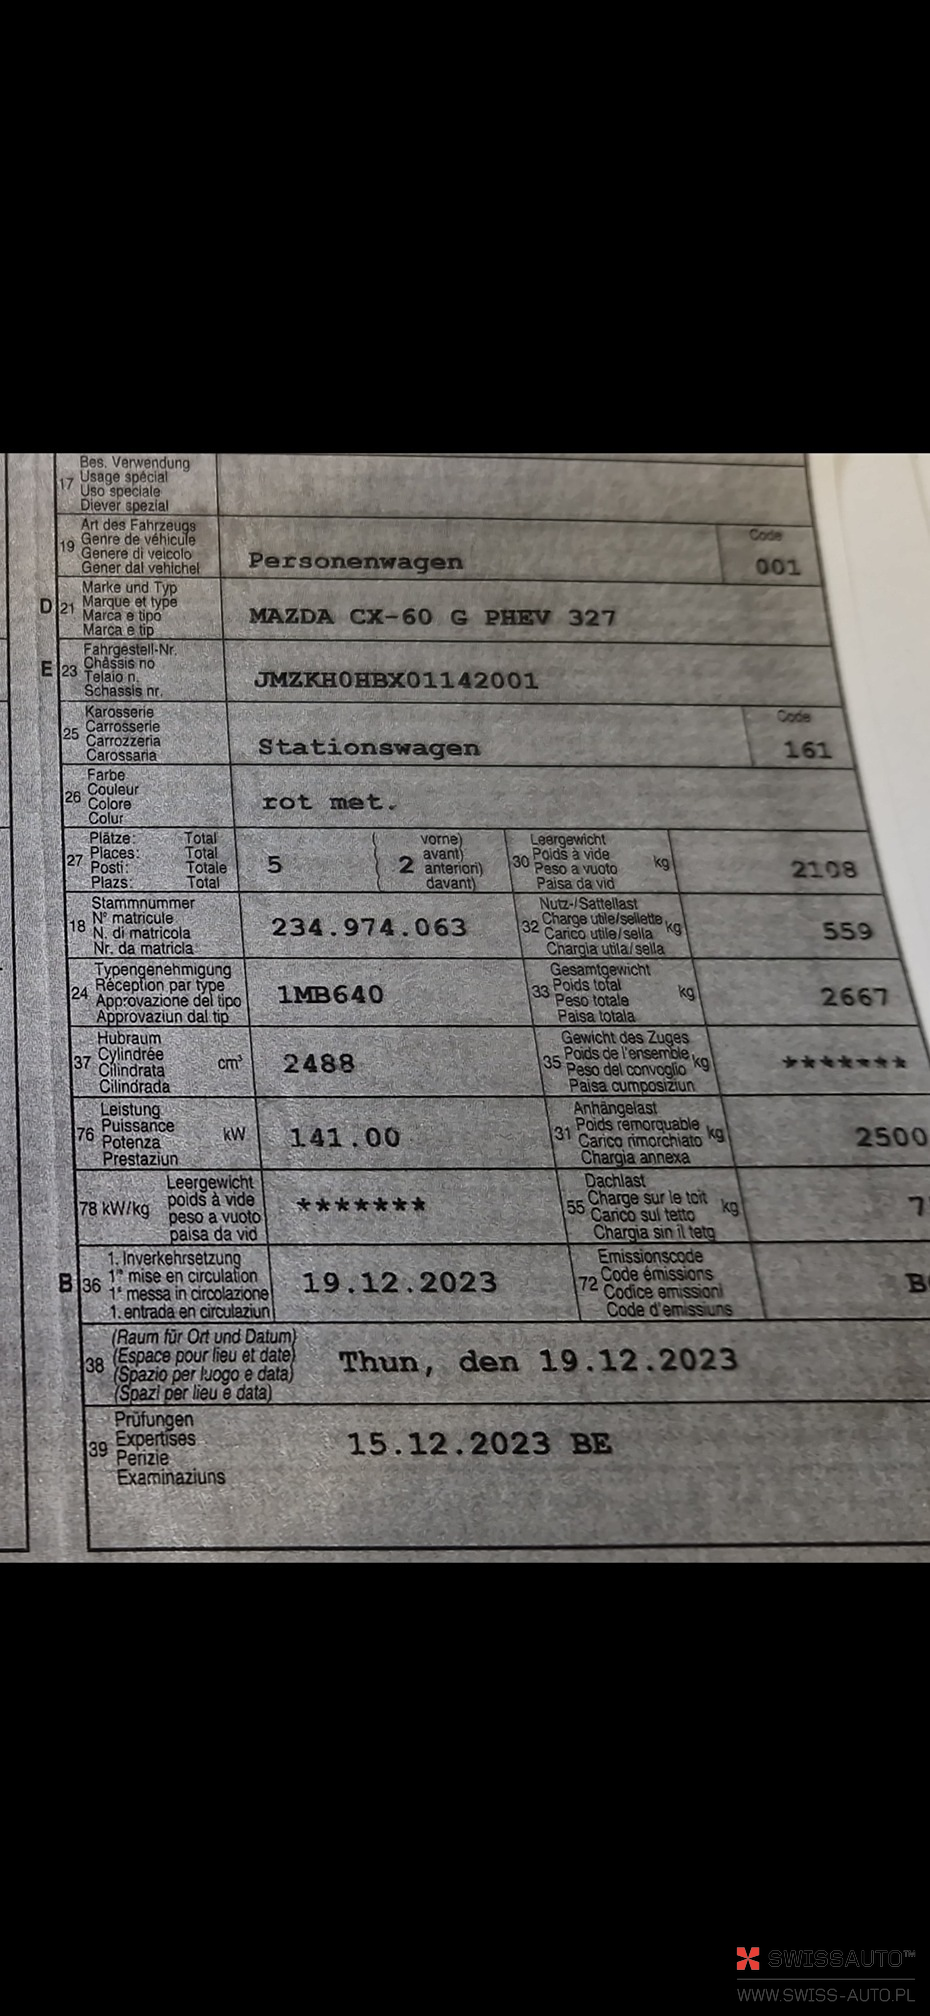 Bes. Verwendung
17 Usage spécial
Uso speciale
Diever spezial
19 Art des Fahrzeugs
Genre de véhicule
Genere di veicolo
Gener dal vehichel
Personenwagen
Code
001
D 21 Marke und Typ
Marque et type
Marca e tipo
Marca e tip
MAZDA CX-60 G PHEV 327
E 23 Fahrgestell-Nr.
Châssis no
Telaio n.
Schassis nr.
JMZKH0HBX01142001
25 Karosserie
Carrosserie
Carrozzeria
Carossaria
Stationswagen
Code
161
26 Farbe
Couleur
Colore
Colur
rot met.
27 Plätze: Total
Places: Total
Posti: Totale
Plazs: Total
5
( vorne)
avant)
2 anteriori)
( davant)
30 Leergewicht
Poids à vide
Peso a vuoto
Paisa da vid
kg
2108
18 Stammnummer
N° matricule
N. di matricola
Nr. da matricla
234.974.063
32 Nutz-/Sattellast
Charge utile/sellette
Carico utile/sella
Chargia utila/sella
kg
559
24 Typengenehmigung
Réception par type
Approvazione del tipo
Approvaziun dal tip
1MB640
33 Gesamtgewicht
Poids total
Peso totale
Paisa totala
kg
2667
37 Hubraum
Cylindrée
Cilindrata
Cilindrada
cm³
2488
35 Gewicht des Zuges
Poids de l'ensemble
Peso del convoglio
Paisa cumposiziun
kg
*******
76 Leistung
Puissance
Potenza
Prestaziun
kW
141.00
31 Anhängelast
Poids remorquable
Carico rimorchiato
Chargia annexa
kg
2500
78 kW/kg
Leergewicht
poids à vide
peso a vuoto
paisa da vid
*******
55 Dachlast
Charge sur le toit
Carico sul tetto
Chargia sin il tetg
kg
7
B 36 1. Inverkehrsetzung
1re mise en circulation
1a messa in circolazione
1. entrada en circulaziun
19.12.2023
72 Emissionscode
Code émissions
Codice emissioni
Code d'emissiuns
B
38 (Raum für Ort und Datum)
(Espace pour lieu et date)
(Spazio per luogo e data)
(Spazi per lieu e data)
Thun, den 19.12.2023
39 Prüfungen
Expertises
Perizie
Examinaziuns
15.12.2023 BE
SWISSAUTO™
WWW.SWISS-AUTO.PL